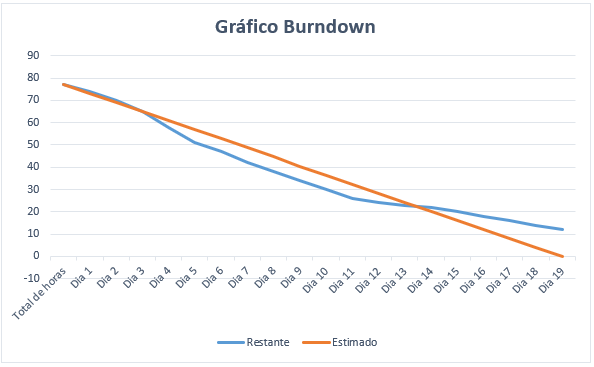 Gráfico Burndown
90
80
70
60
50
40
30
20
10
0
-10
Total de horas
Dia 1
Dia 2
Dia 3
Dia 4
Dia 5
Dia 6
Dia 7
Dia 8
Dia 9
Dia 10
Dia 11
Dia 12
Dia 13
Dia 14
Dia 15
Dia 16
Dia 17
Dia 18
Dia 19
Restante
Estimado